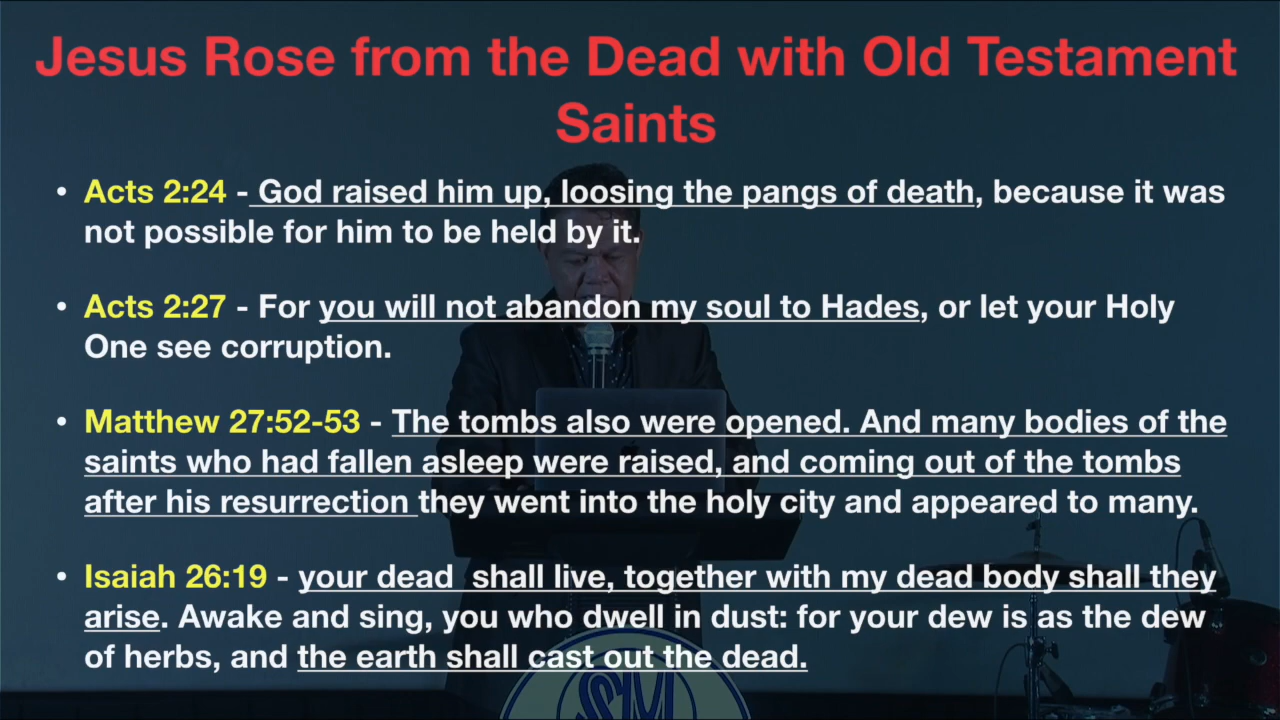 Jesus Rose from the Dead with Old Testament
Saints
• Acts 2:24 - God raised him up, loosing the pangs of death, because it was
not possible for him to be held by it.
• Acts 2:27 - For you will not abandon my soul to Hades, or let your Holy
One see corruption.
• Matthew 27:52-53 - The tombs also were opened. And many bodies of the
saints who had fallen asleep were raised, and coming out of the tombs
after his resurrection they went into the holy city and appeared to many.
• Isaiah 26:19 - your dead  shall live, together with my dead body shall they
arise. Awake and sing, you who dwell in dust: for your dew is as the dew
of herbs, and the earth shall cast out the dead.